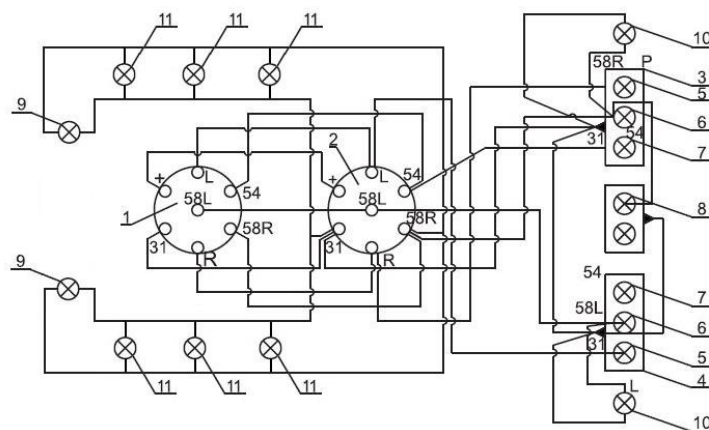 11 11 11 10
58R P 3
5
9 6
2 31 54
7
+ L L 54
+ 54
58L 58L 8
1 58R
31 58R 31
R R
9 54 7
58L
6
31 5
11 11 11 4
L
10